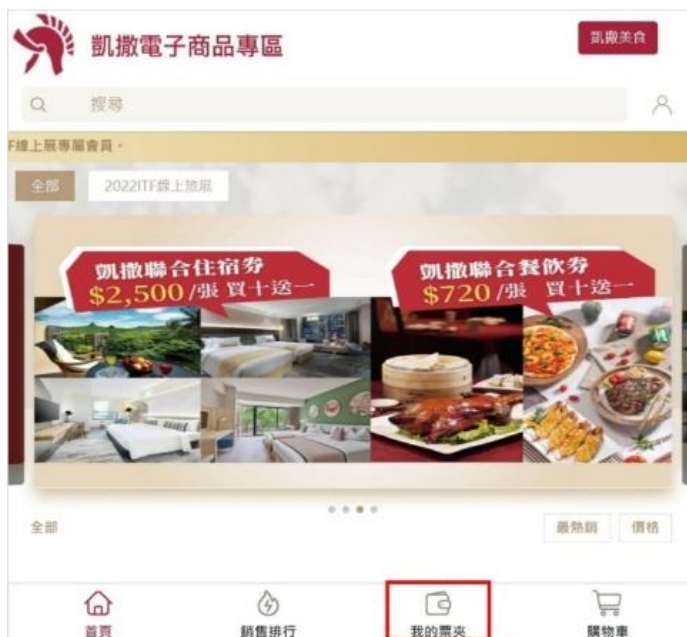 凱撒電子商品專區
凱撒美食
搜尋
F線上展專屬會員。
全部
2022ITF線上旅展
凱撒聯合住宿券
$2,500/張 買十送一
凱撒聯合餐飲券
$720/張 買十送一
全部
最熱銷
價格
首頁
銷售排行
我的票夾
購物車